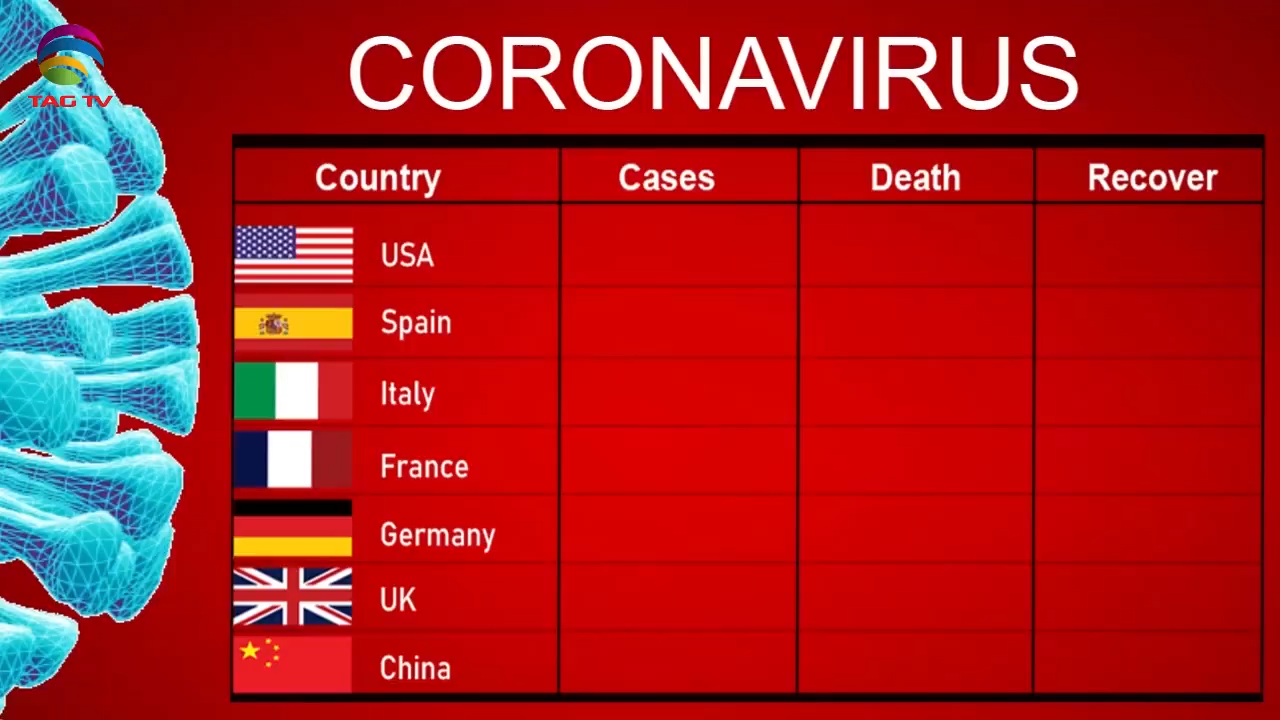 TAG TV
CORONAVIRUS
Country Cases Death Recover
USA
Spain
Italy
France
Germany
UK
China